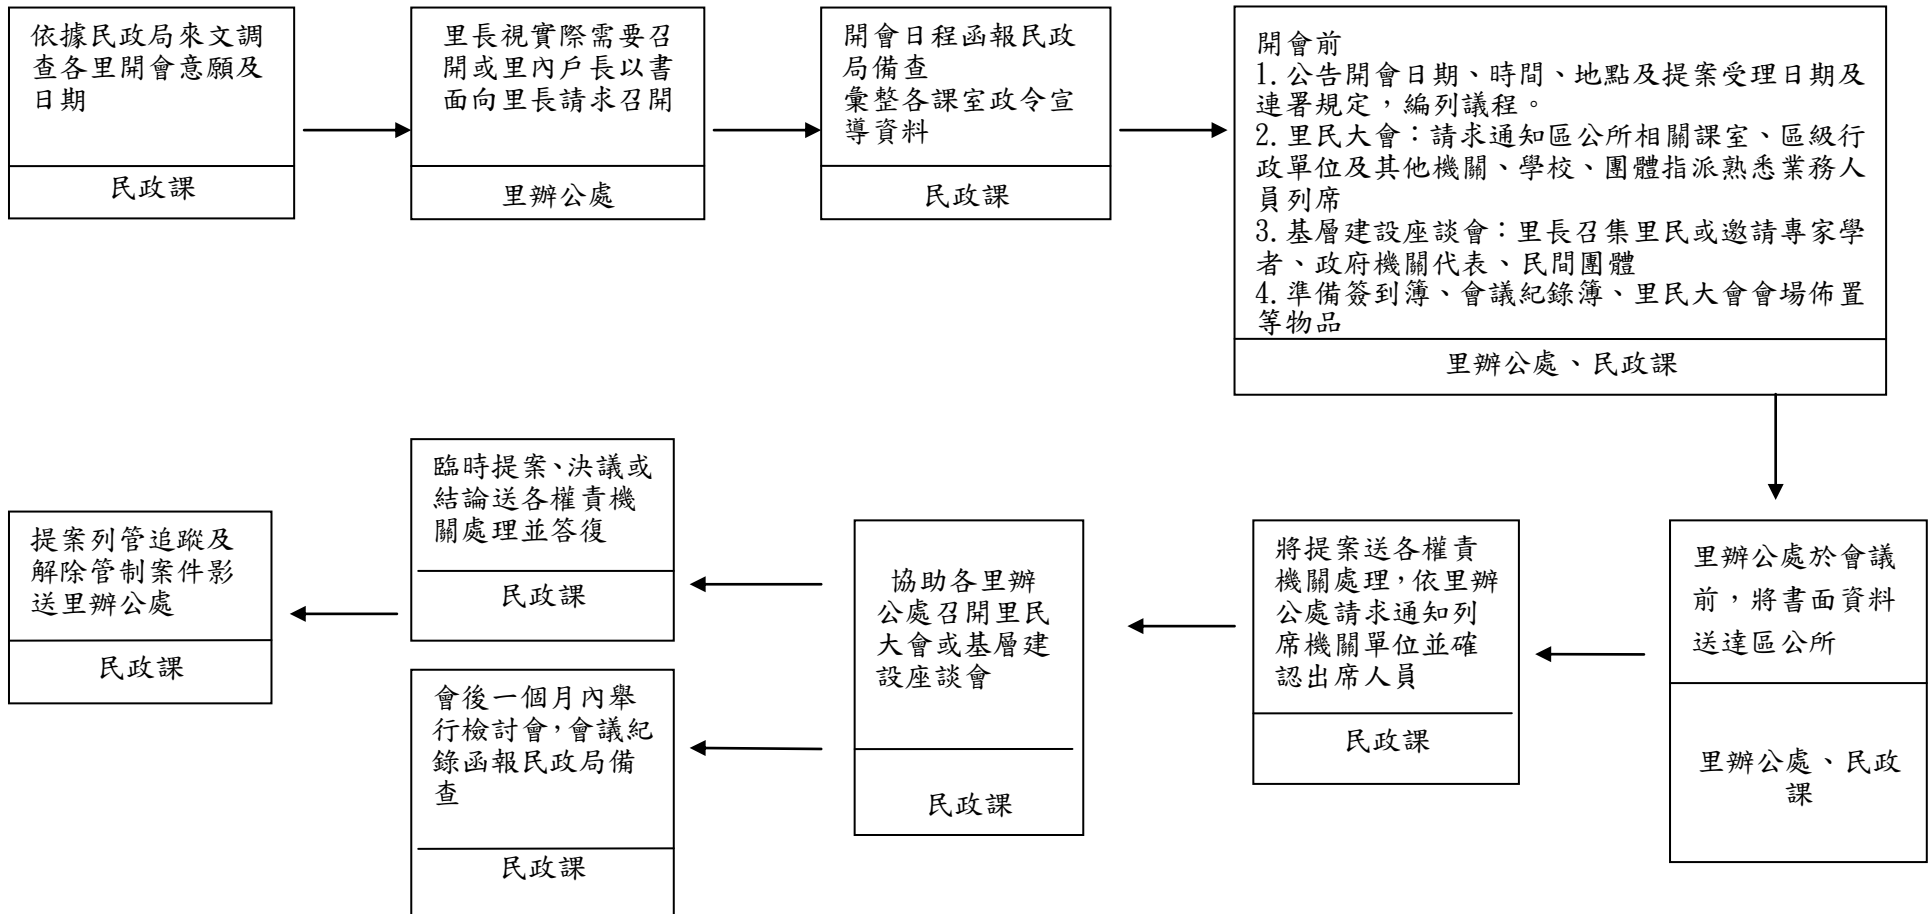 依據民政局來文調
查各里開會意願及
日期
民政課
里長視實際需要召
開或里內戶長以書
面向里長請求召開
里辦公處
開會日程函報民政
局備查
彙整各課室政令宣
導資料
民政課
開會前
1.公告開會日期、時間、地點及提案受理日期及
連署規定，編列議程。
2.里民大會：請求通知區公所相關課室、區級行
政單位及其他機關、學校、團體指派熟悉業務人
員列席
3.基層建設座談會：里長召集里民或邀請專家學
者、政府機關代表、民間團體
4.準備簽到簿、會議紀錄簿、里民大會會場佈置
等物品
里辦公處、民政課
里辦公處於會議
前，將書面資料
送達區公所
里辦公處、民政
課
將提案送各權責
機關處理，依里辦
公處請求通知列
席機關單位並確
認出席人員
民政課
協助各里辦
公處召開里民
大會或基層建
設座談會
民政課
臨時提案、決議或
結論送各權責機
關處理並答復
民政課
會後一個月內舉
行檢討會，會議紀
錄函報民政局備
查
民政課
提案列管追蹤及
解除管制案件影
送里辦公處
民政課